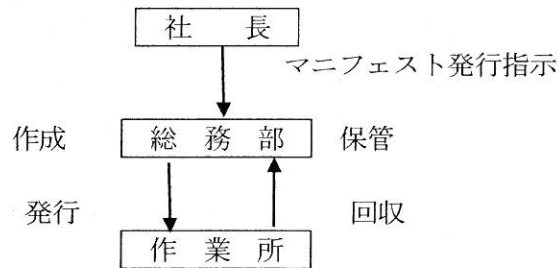 社　長
マニフェスト発行指示
作成　総　務　部　保管
発行　回収
作　業　所